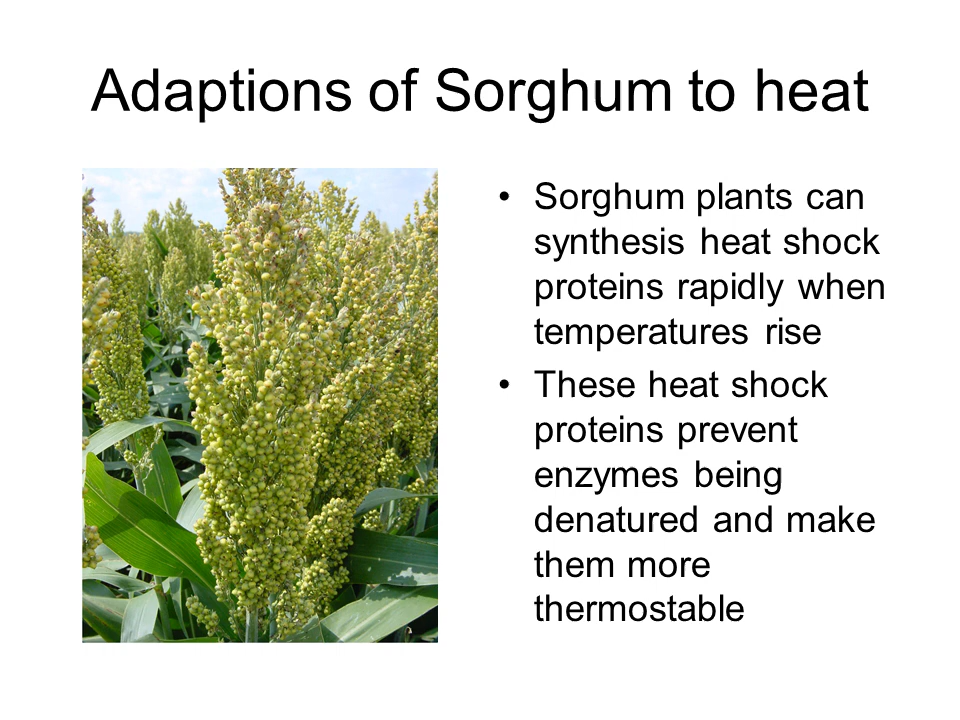 Adaptions of Sorghum to heat
• Sorghum plants can
synthesis heat shock
proteins rapidly when
temperatures rise
• These heat shock
proteins prevent
enzymes being
denatured and make
them more
thermostable